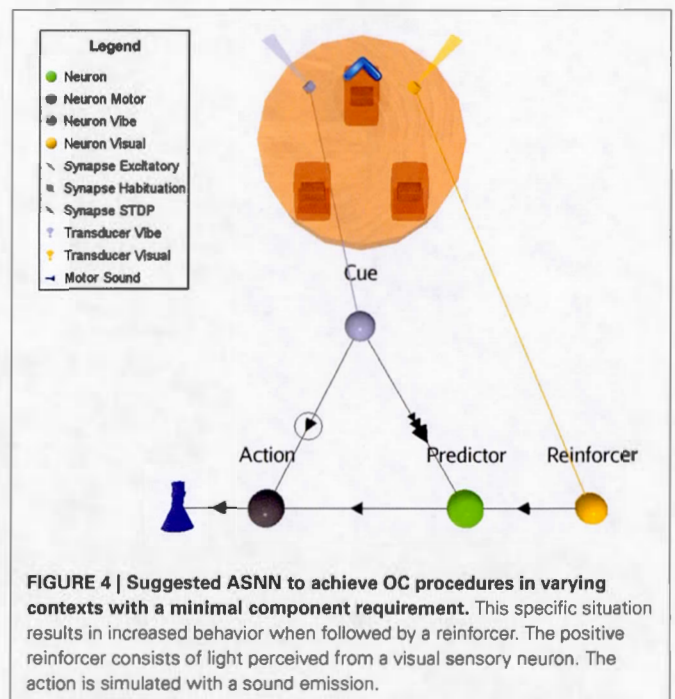 Legend
Neuron
Neuron Motor
Neuron Vibe
Neuron Visual
Synapse Excitatory
Synapse Habituation
Synapse STDP
Transducer Vibe
Transducer Visual
Motor Sound
Cue
Action
Predictor
Reinforcer
FIGURE 4 | Suggested ASNN to achieve OC procedures in varying
contexts with a minimal component requirement. This specific situation
results in increased behavior when followed by a reinforcer. The positive
reinforcer consists of light perceived from a visual sensory neuron. The
action is simulated with a sound emission.